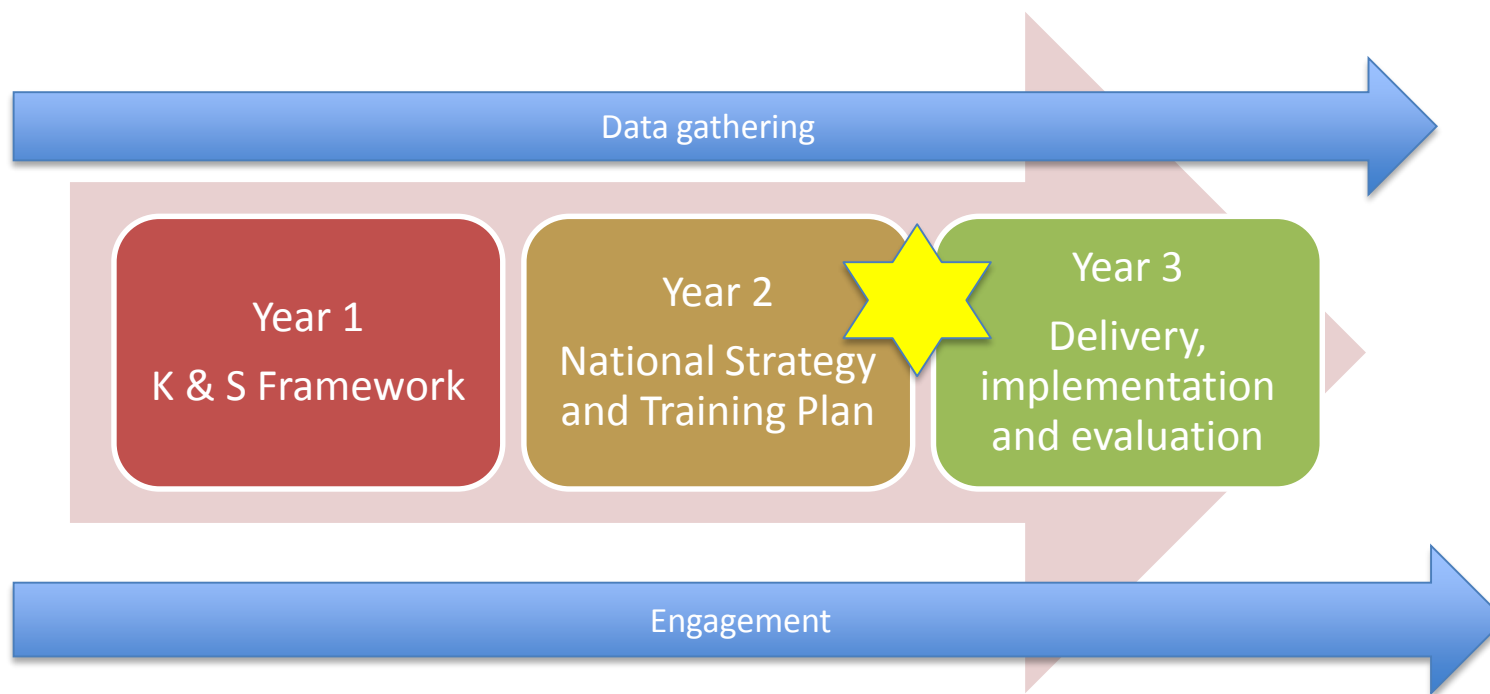 Data gathering
Year 1
K & S Framework
Year 2
National Strategy
and Training Plan
Year 3
Delivery,
implementation
and evaluation
Engagement